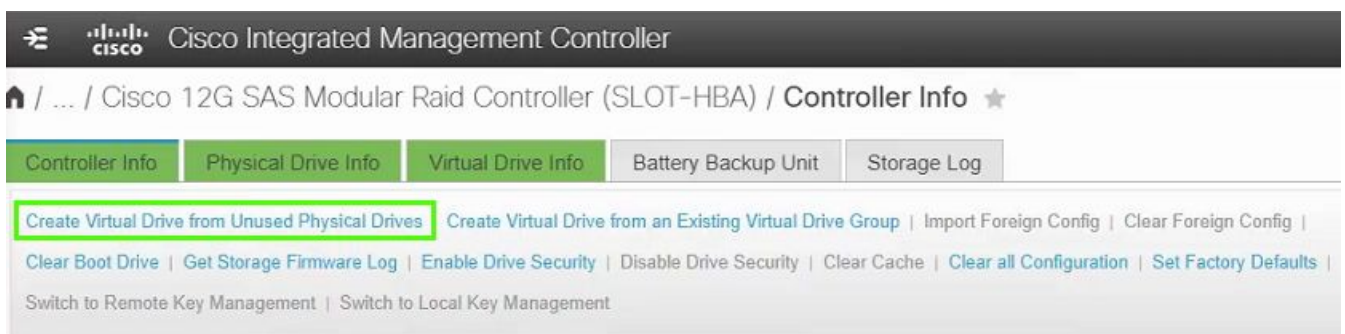 cisco Cisco Integrated Management Controller
/ ... / Cisco 12G SAS Modular Raid Controller (SLOT-HBA) / Controller Info
Controller Info Physical Drive Info Virtual Drive Info Battery Backup Unit Storage Log
Create Virtual Drive from Unused Physical Drives Create Virtual Drive from an Existing Virtual Drive Group | Import Foreign Config | Clear Foreign Config |
Clear Boot Drive | Get Storage Firmware Log | Enable Drive Security | Disable Drive Security | Clear Cache | Clear all Configuration | Set Factory Defaults |
Switch to Remote Key Management | Switch to Local Key Management